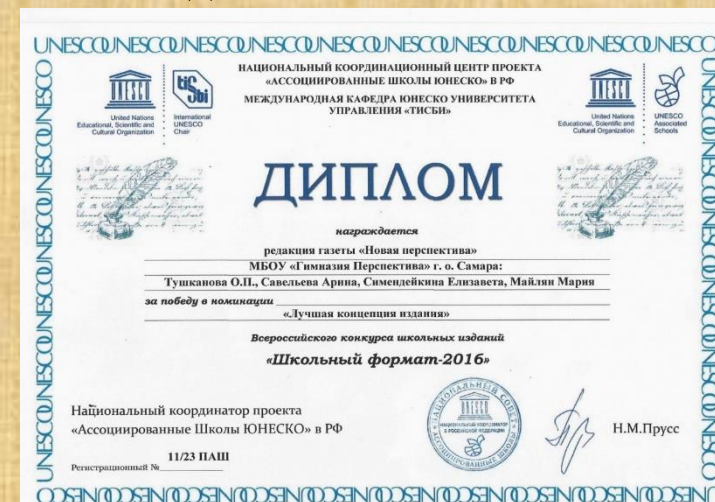 UNESCO UNESCO UNESCO UNESCO UNESCO UNESCO UNESCO UNESCO UNESCO
НАЦИОНАЛЬНЫЙ КООРДИНАЦИОННЫЙ ЦЕНТР ПРОЕКТА
«АССОЦИИРОВАННЫЕ ШКОЛЫ ЮНЕСКО» В РФ
МЕЖДУНАРОДНАЯ КАФЕДРА ЮНЕСКО УНИВЕРСИТЕТА
УПРАВЛЕНИЯ «ТИСБИ»
United Nations
Educational, Scientific and
Cultural Organization
International
UNESCO
Chair
United Nations
Educational, Scientific and
Cultural Organization
UNESCO
Associated
Schools
ДИПЛОМ
награждается
редакция газеты «Новая перспектива»
МБОУ «Гимназия Перспектива» г. о. Самара:
Тушканова О.П., Савельева Арина, Симендейкина Елизавета, Майлян Мария
за победу в номинации
«Лучшая концепция издания»
Всероссийского конкурса школьных изданий
«Школьный формат-2016»
Национальный координатор проекта
«Ассоциированные Школы ЮНЕСКО» в РФ
Н.М.Прусс
11/23 ПАШ
Регистрационный №